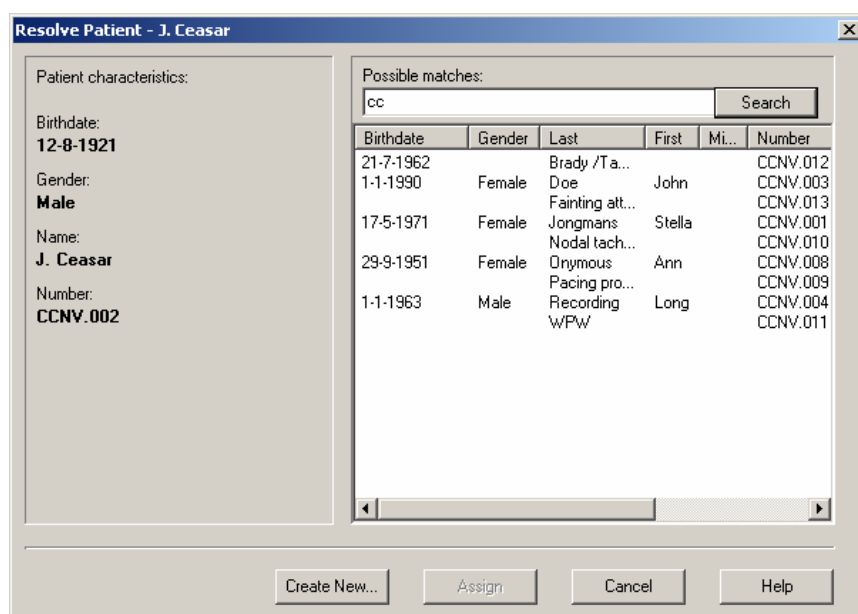 Resolve Patient - J. Ceasar
Patient characteristics:
Birthdate:
12-8-1921
Gender:
Male
Name:
J. Ceasar
Number:
CCNV.002
Possible matches:
cc Search
Birthdate Gender Last First Mi... Number
21-7-1962 Brady /Ta... CCNV.012
1-1-1990 Female Doe John CCNV.003
Fainting att... CCNV.013
17-5-1971 Female Jongmans Stella CCNV.001
Nodal tach... CCNV.010
29-9-1951 Female Onymous Ann CCNV.008
Pacing pro... CCNV.009
1-1-1963 Male Recording Long CCNV.004
WPW CCNV.011
Create New... Assign Cancel Help